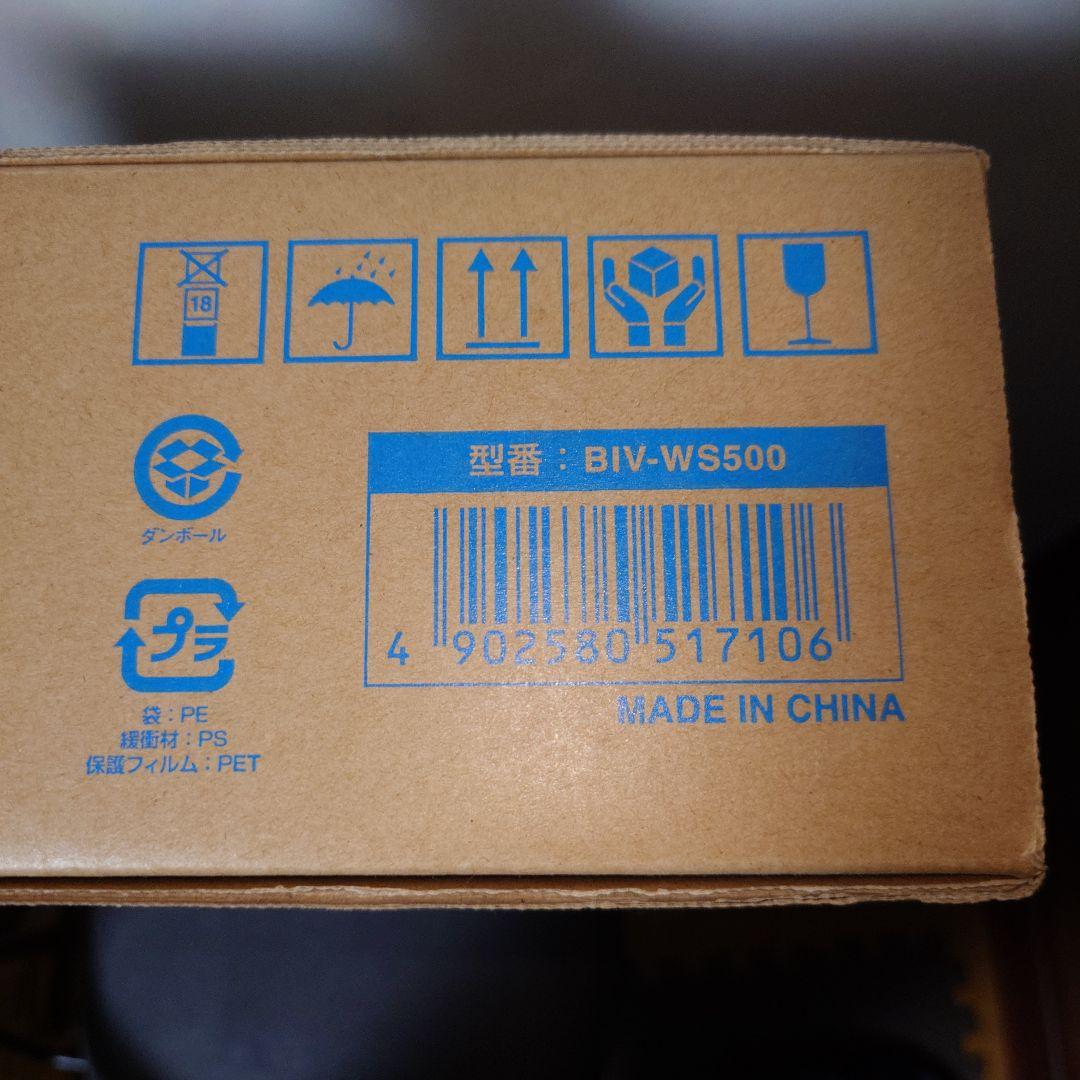 18
ダンボール
プラ
袋：PE
緩衝材：PS
保護フィルム：PET
型番：BIV-WS500
4 902580 517106
MADE IN CHINA